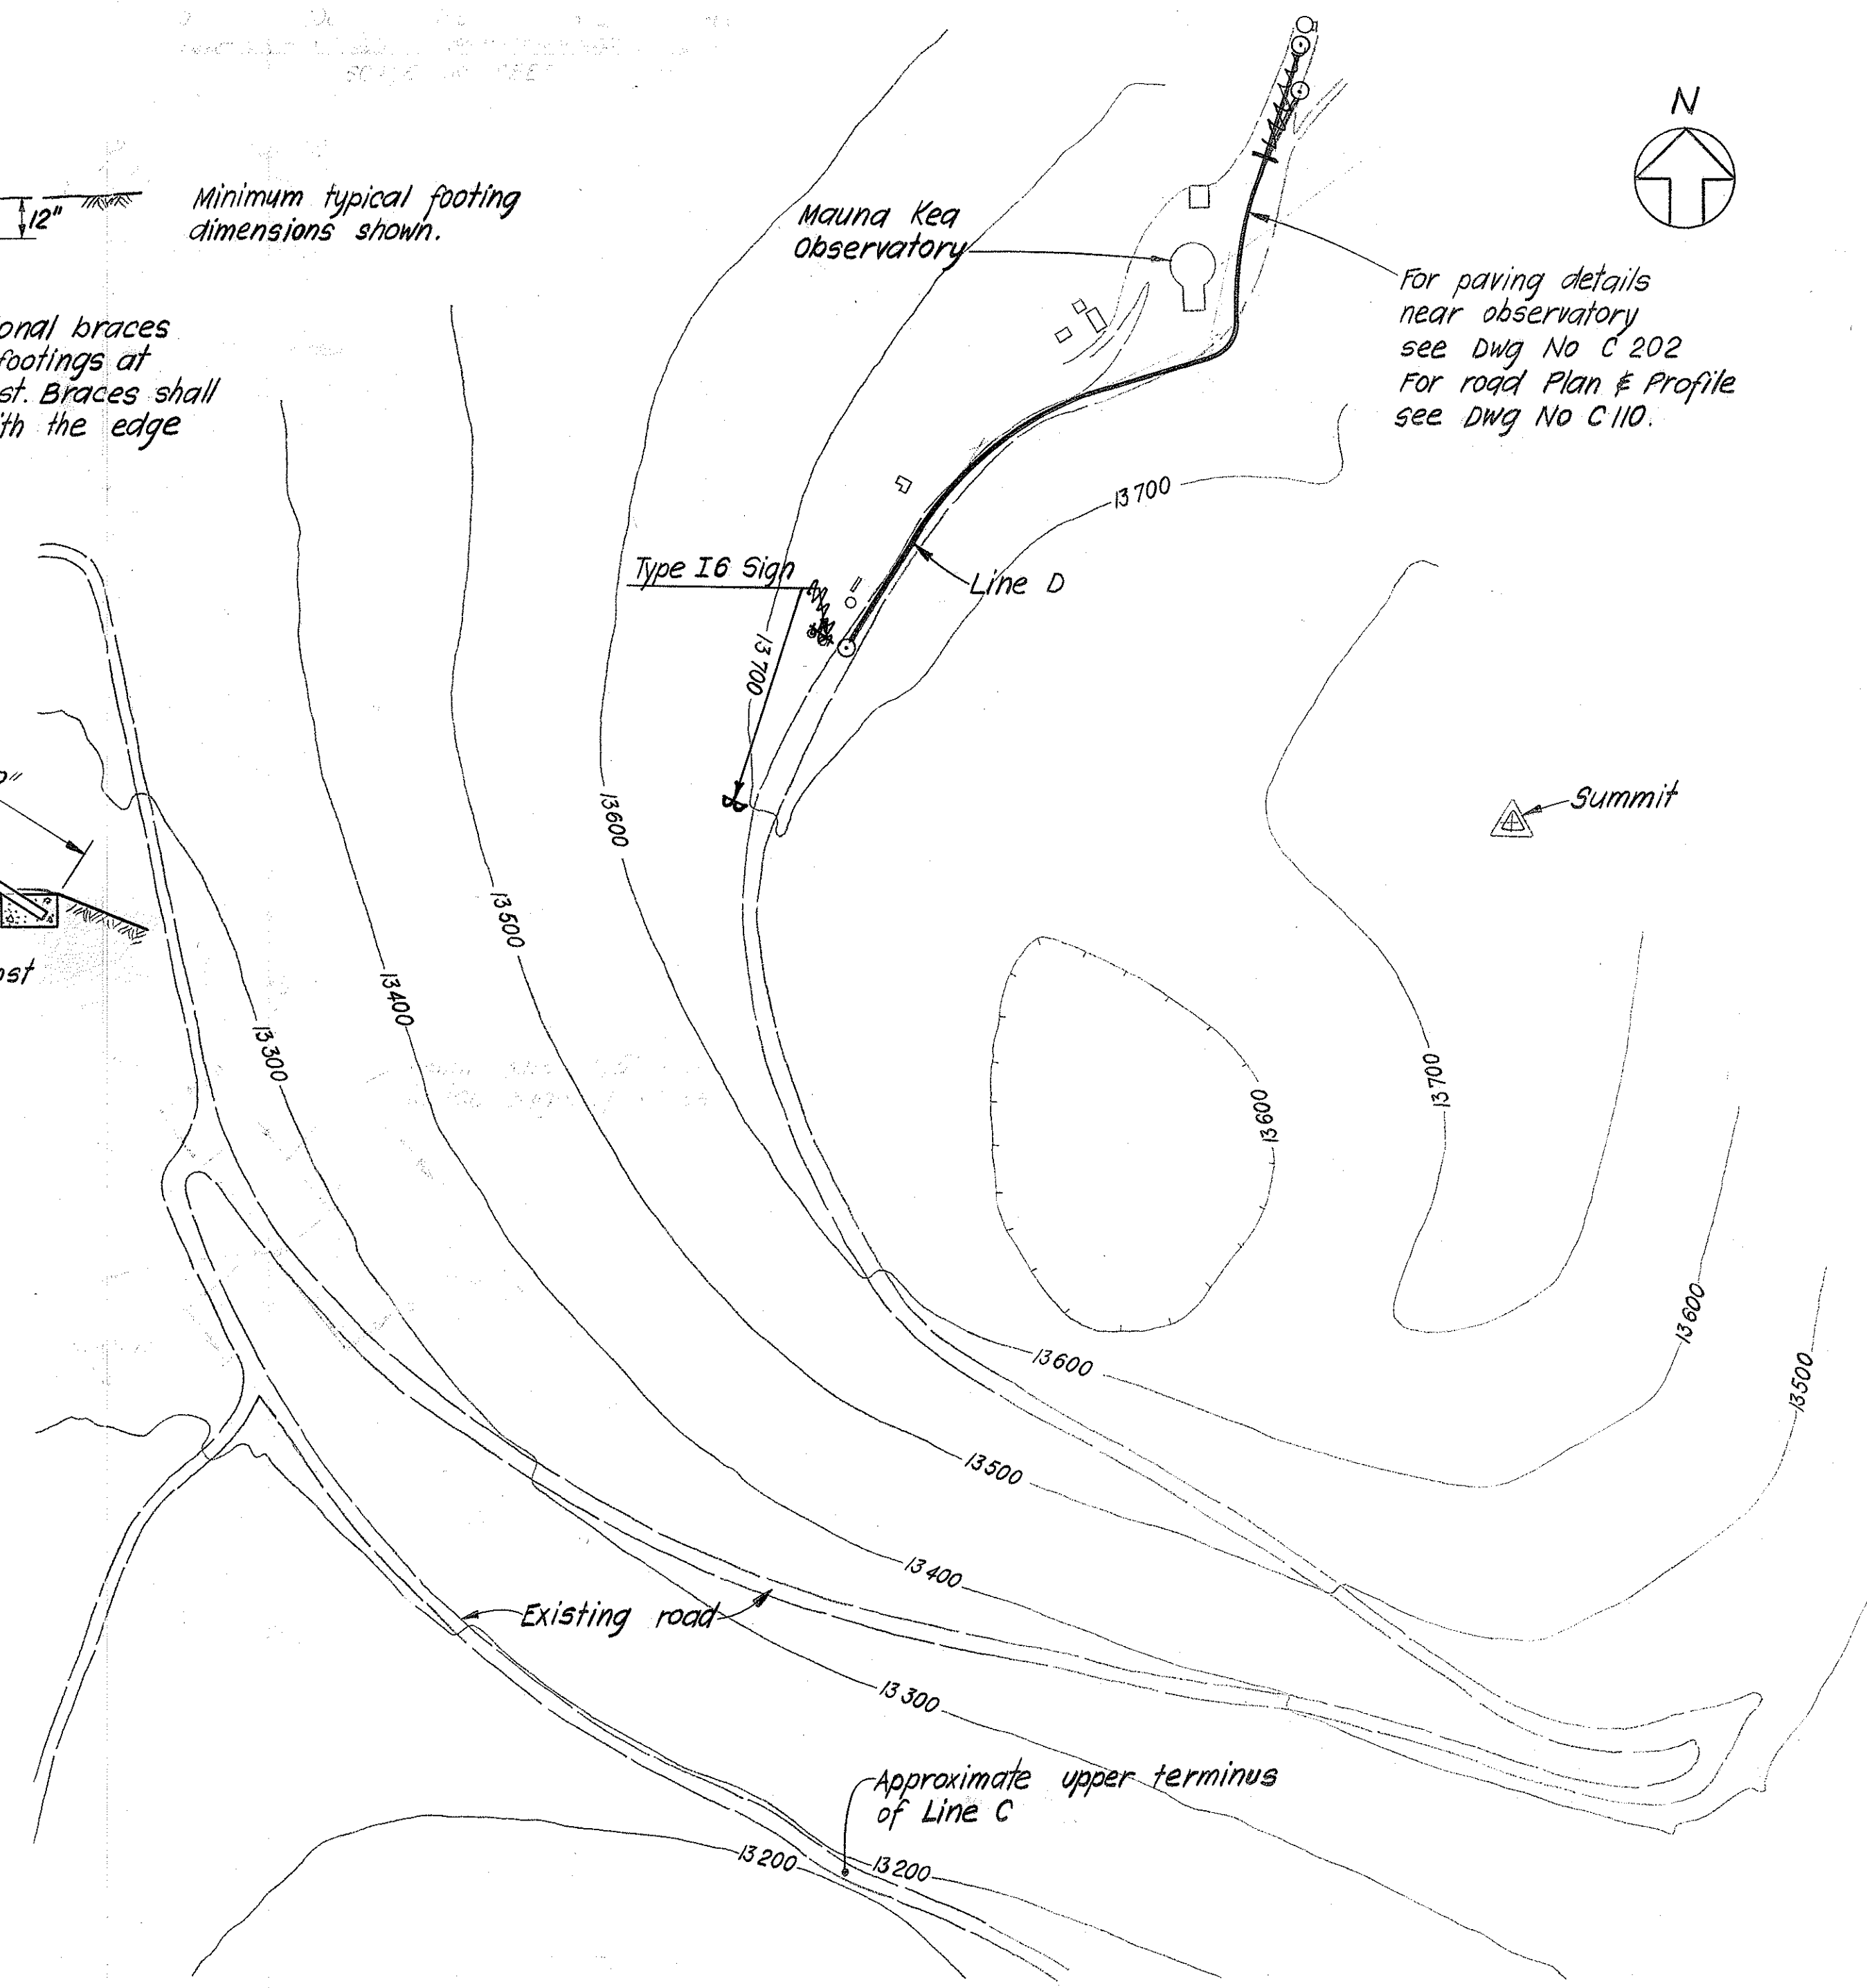 N
12"
Minimum typical footing
dimensions shown.
Mauna Kea
Observatory
For paving details
near observatory
see Dwg No C 202
For road Plan & Profile
see Dwg No C 110.
onal braces
footings at
st. Braces shall
ith the edge
13700
Type I6 Sign
Line D
13700
Summit
13600
13500
ost
13400
13300
13700
13600
13600
13600
13500
13500
13400
Existing road
13300
Approximate upper terminus
of Line C
13200
13200